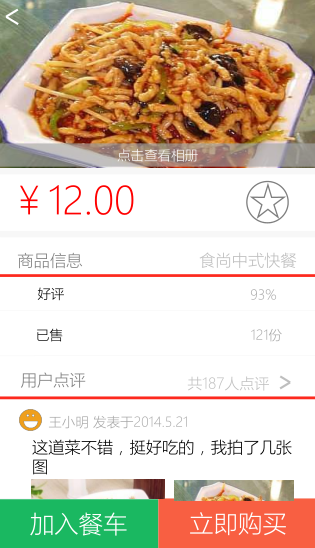 点击查看相册
¥ 12.00
商品信息 食尚中式快餐
好评 93%
已售 121份
用户点评 共187人点评
王小明 发表于2014.5.21
这道菜不错，挺好吃的，我拍了几张
图
加入餐车 立即购买